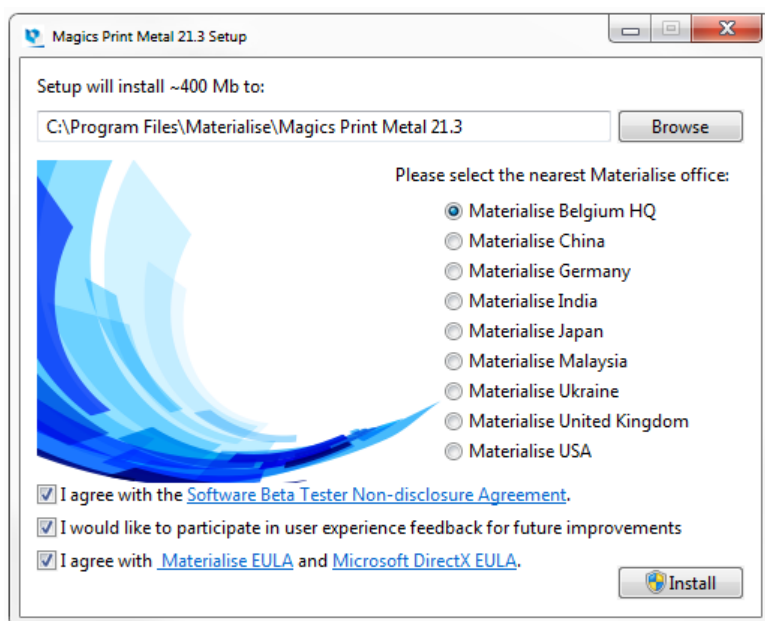 Magics Print Metal 21.3 Setup
Setup will install ~400 Mb to:
C:\Program Files\Materialise\Magics Print Metal 21.3
Browse
Please select the nearest Materialise office:
Materialise Belgium HQ
Materialise China
Materialise Germany
Materialise India
Materialise Japan
Materialise Malaysia
Materialise Ukraine
Materialise United Kingdom
Materialise USA
I agree with the Software Beta Tester Non-disclosure Agreement.
I would like to participate in user experience feedback for future improvements
I agree with Materialise EULA and Microsoft DirectX EULA.
Install